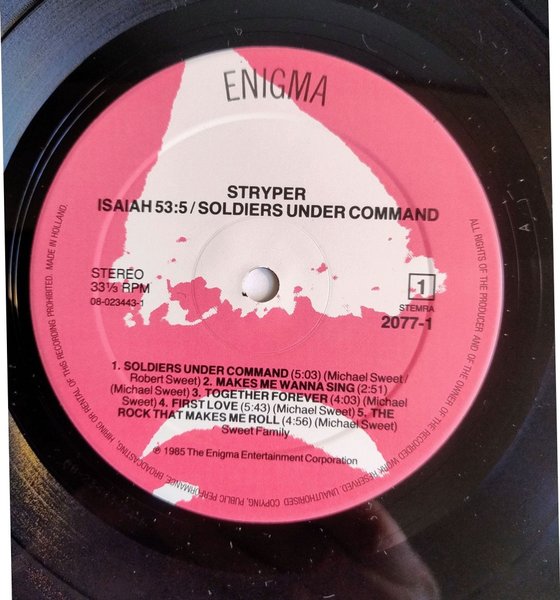 ENIGMA
STRYPER
ISAIAH 53:5 / SOLDIERS UNDER COMMAND
STEREO
33⅓ RPM
08-023443-1
1
STEMRA
2077-1
1. SOLDIERS UNDER COMMAND (5:03) (Michael Sweet /
Robert Sweet) 2. MAKES ME WANNA SING (2:51)
(Michael Sweet) 3. TOGETHER FOREVER (4:03) (Michael
Sweet) 4. FIRST LOVE (5:43) (Michael Sweet) 5. THE
ROCK THAT MAKES ME ROLL (4:56) (Michael Sweet)
Sweet Family
℗ 1985 The Enigma Entertainment Corporation
ALL RIGHTS OF THE PRODUCER AND OF THE OWNER OF THE RECORDED WORK RESERVED. UNAUTHORISED COPYING, PUBLIC PERFORMANCE, BROADCASTING, HIRING OR RENTAL OF THIS RECORDING PROHIBITED. MADE IN HOLLAND.